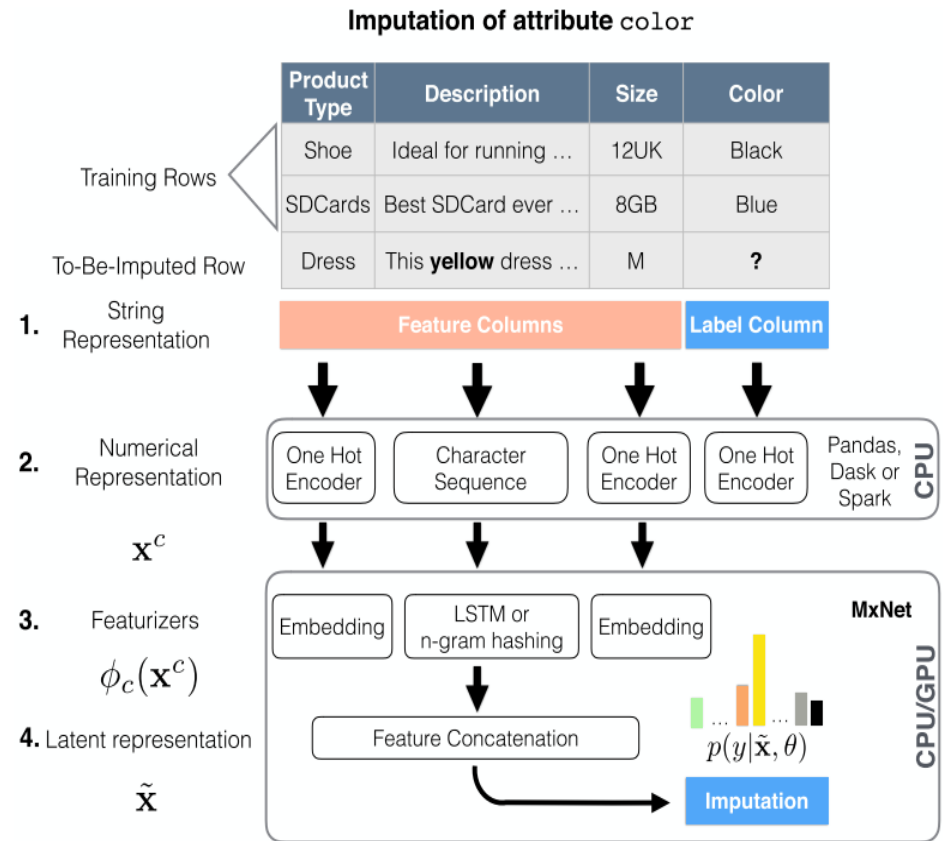 Imputation of attribute color
Product Type Description Size Color
Training Rows
Shoe Ideal for running … 12UK Black
SDCards Best SDCard ever … 8GB Blue
To-Be-Imputed Row Dress This yellow dress … M ?
1. String Representation Feature Columns Label Column
2. Numerical Representation
One Hot Encoder
Character Sequence
One Hot Encoder
One Hot Encoder
Pandas, Dask or Spark
CPU
x^c
3. Featurizers
Embedding
LSTM or n-gram hashing
Embedding
MxNet
ϕ_c(x^c)
CPU/GPU
... ...
4. Latent representation
Feature Concatenation
p(y|x̃, θ)
x̃
Imputation